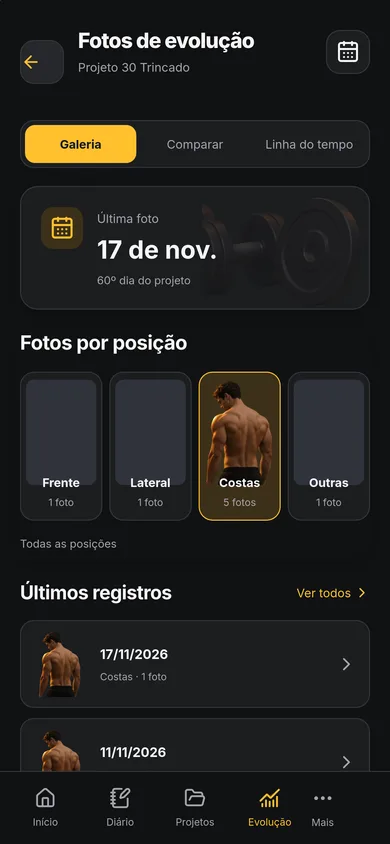 Fotos de evolução
Projeto 30 Trincado
Galeria
Comparar
Linha do tempo
Última foto
17 de nov.
60º dia do projeto
Fotos por posição
Frente
1 foto
Lateral
1 foto
Costas
5 fotos
Outras
1 foto
Todas as posições
Últimos registros
Ver todos
17/11/2026
Costas · 1 foto
11/11/2026
Início
Diário
Projetos
Evolução
Mais